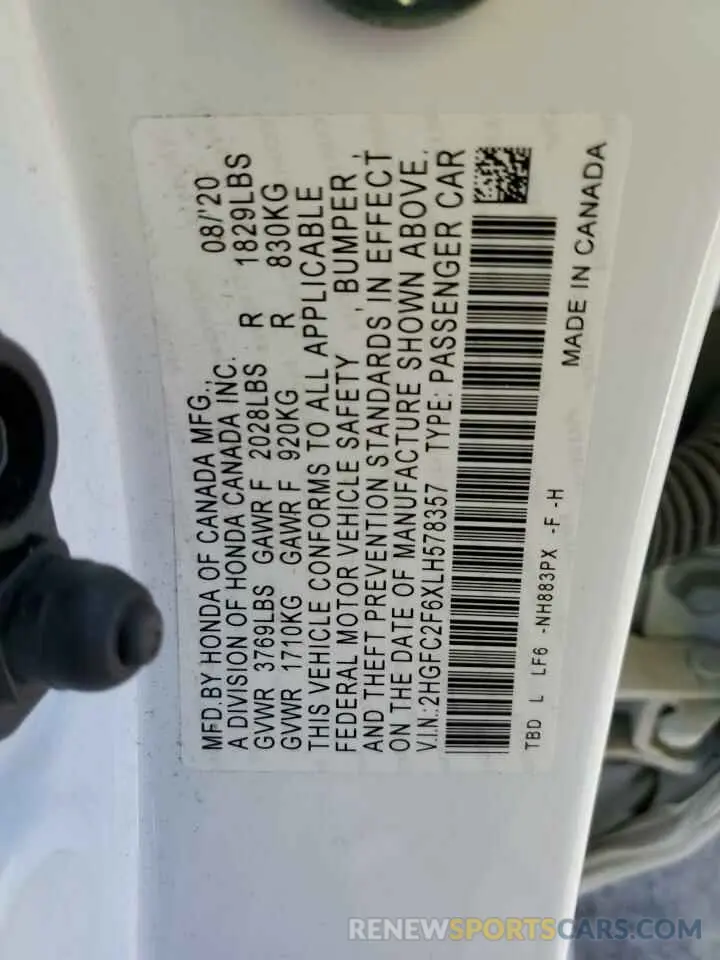 MFD.BY HONDA OF CANADA MFG., 08/'20
A DIVISION OF HONDA CANADA INC.
GVWR 3769LBS GAWR F 2028LBS R 1829LBS
GVWR 1710KG GAWR F 920KG R 830KG
THIS VEHICLE CONFORMS TO ALL APPLICABLE
FEDERAL MOTOR VEHICLE SAFETY , BUMPER ,
AND THEFT PREVENTION STANDARDS IN EFFECT
ON THE DATE OF MANUFACTURE SHOWN ABOVE.
V.I.N.:2HGFC2F6XLH578357 TYPE: PASSENGER CAR
TBD L LF6 -NH883PX -F -H MADE IN CANADA
RENEWSPORTSCARS.COM